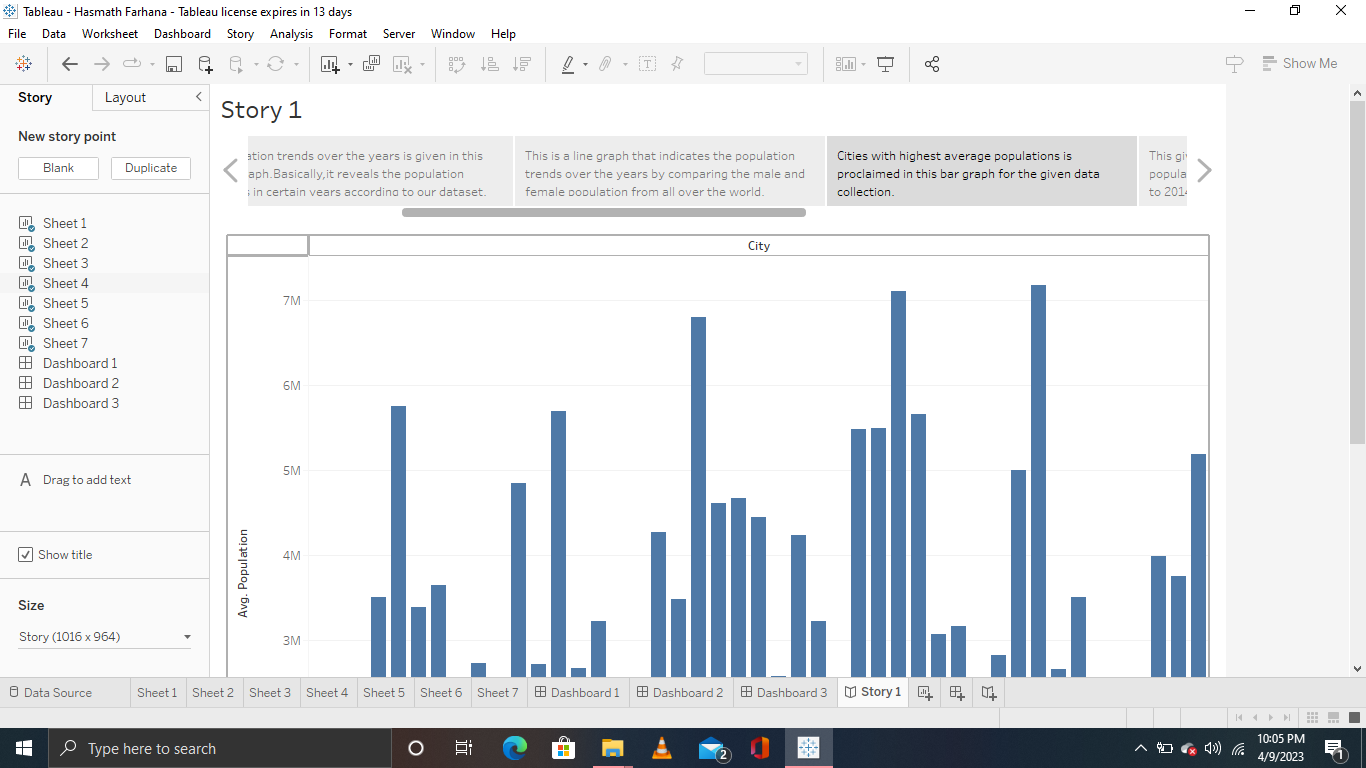 Tableau - Hasmath Farhana - Tableau license expires in 13 days
File Data Worksheet Dashboard Story Analysis Format Server Window Help
Show Me
Story Layout
New story point
Blank Duplicate
Sheet 1
Sheet 2
Sheet 3
Sheet 4
Sheet 5
Sheet 6
Sheet 7
Dashboard 1
Dashboard 2
Dashboard 3
A Drag to add text
Show title
Size
Story (1016 x 964)
Story 1
ation trends over the years is given in this
aph.Basically,it reveals the population
s in certain years according to our dataset.
This is a line graph that indicates the population
trends over the years by comparing the male and
female population from all over the world.
Cities with highest average populations is
proclaimed in this bar graph for the given data
collection.
This gi
popula
to 201
City
7M
6M
5M
4M
3M
Avg. Population
Data Source Sheet 1 Sheet 2 Sheet 3 Sheet 4 Sheet 5 Sheet 6 Sheet 7 Dashboard 1 Dashboard 2 Dashboard 3 Story 1
Type here to search
2
10:05 PM
4/9/2023
1